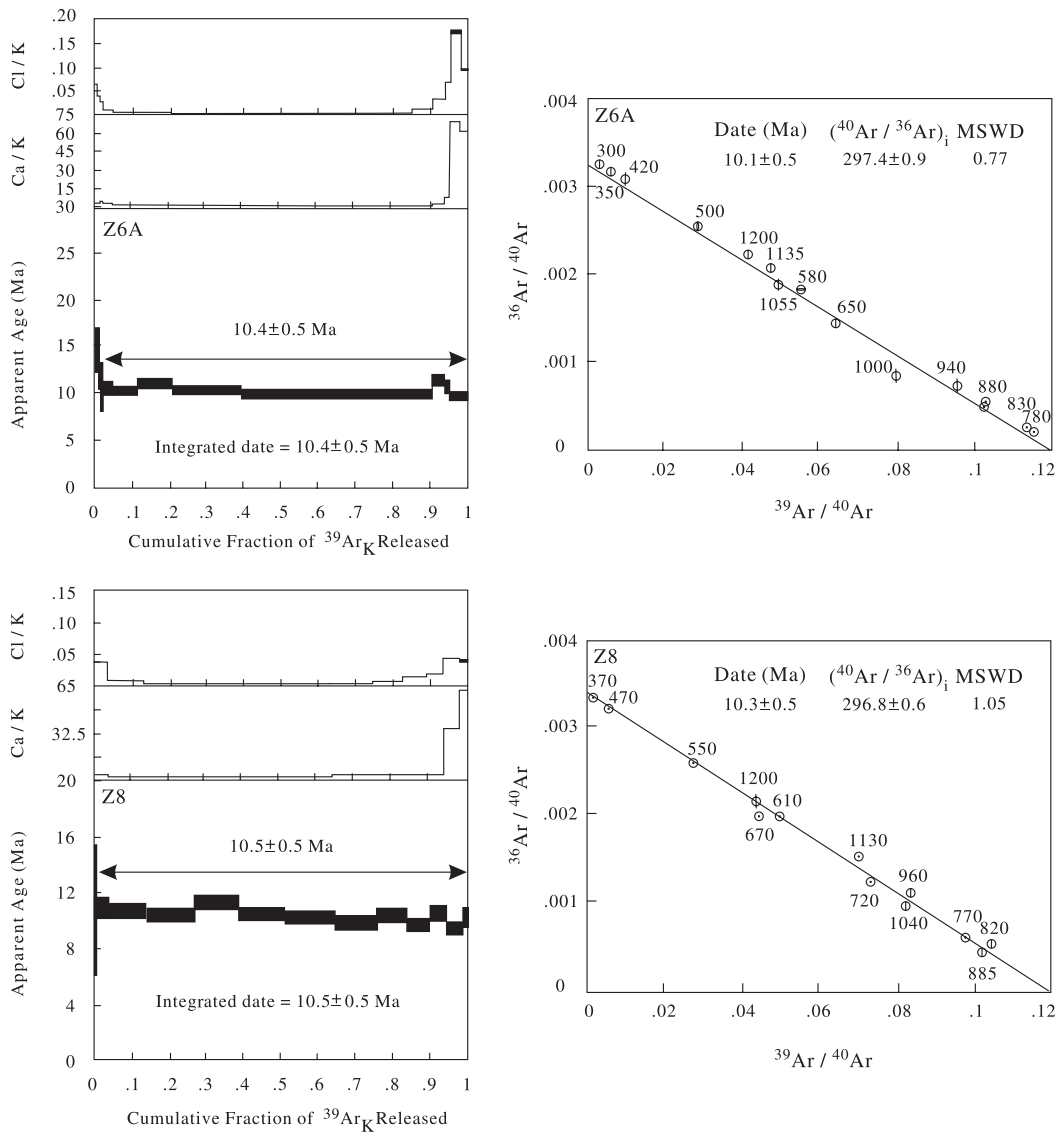 Cl / K
.20
.15
.10
.05
75
Ca / K
60
45
30
15
30
Z6A
Apparent Age (Ma)
25
20
15
10
5
0
10.4±0.5 Ma
Integrated date = 10.4±0.5 Ma
0 .1 .2 .3 .4 .5 .6 .7 .8 .9 1
Cumulative Fraction of ³⁹Ar_K Released
Z6A
Date (Ma) (⁴⁰Ar / ³⁶Ar)i MSWD
10.1±0.5 297.4±0.9 0.77
³⁶Ar / ⁴⁰Ar
.004
.003
.002
.001
0
300
350
420
500
1200
1135
1055
580
650
1000
940
880
830
780
0 .02 .04 .06 .08 .1 .12
³⁹Ar / ⁴⁰Ar
Cl / K
.15
.10
.05
65
Ca / K
32.5
20
Z8
Apparent Age (Ma)
16
12
8
4
0
10.5±0.5 Ma
Integrated date = 10.5±0.5 Ma
0 .1 .2 .3 .4 .5 .6 .7 .8 .9 1
Cumulative Fraction of ³⁹Ar_K Released
Z8
Date (Ma) (⁴⁰Ar / ³⁶Ar)i MSWD
10.3±0.5 296.8±0.6 1.05
³⁶Ar / ⁴⁰Ar
.004
.003
.002
.001
0
370
470
550
1200
670
610
1130
720
960
1040
770
820
885
0 .02 .04 .06 .08 .1 .12
³⁹Ar / ⁴⁰Ar